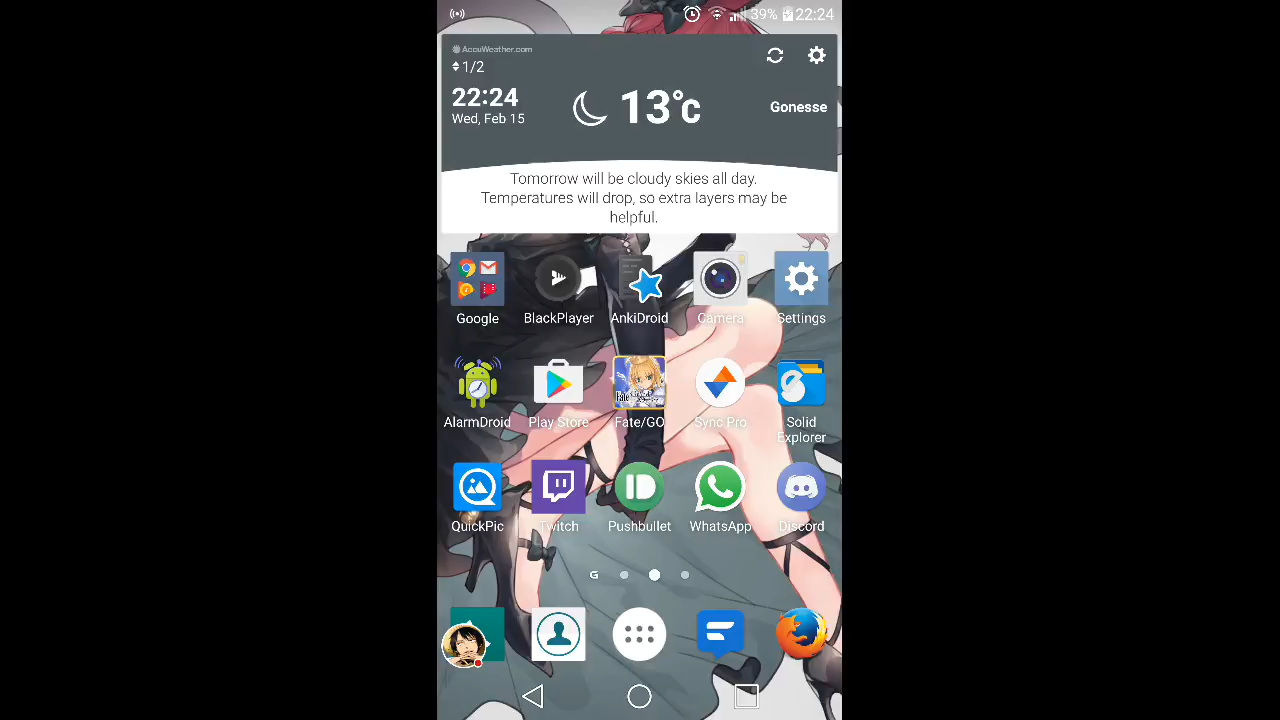 39% 22:24
AccuWeather.com
1/2
22:24
Wed, Feb 15
13°c
Gonesse
Tomorrow will be cloudy skies all day.
Temperatures will drop, so extra layers may be
helpful.
Google
BlackPlayer
AnkiDroid
Camera
Settings
Fate
AlarmDroid
Play Store
Fate/GO
Sync Pro
Solid
Explorer
QuickPic
Twitch
Pushbullet
WhatsApp
Discord
G